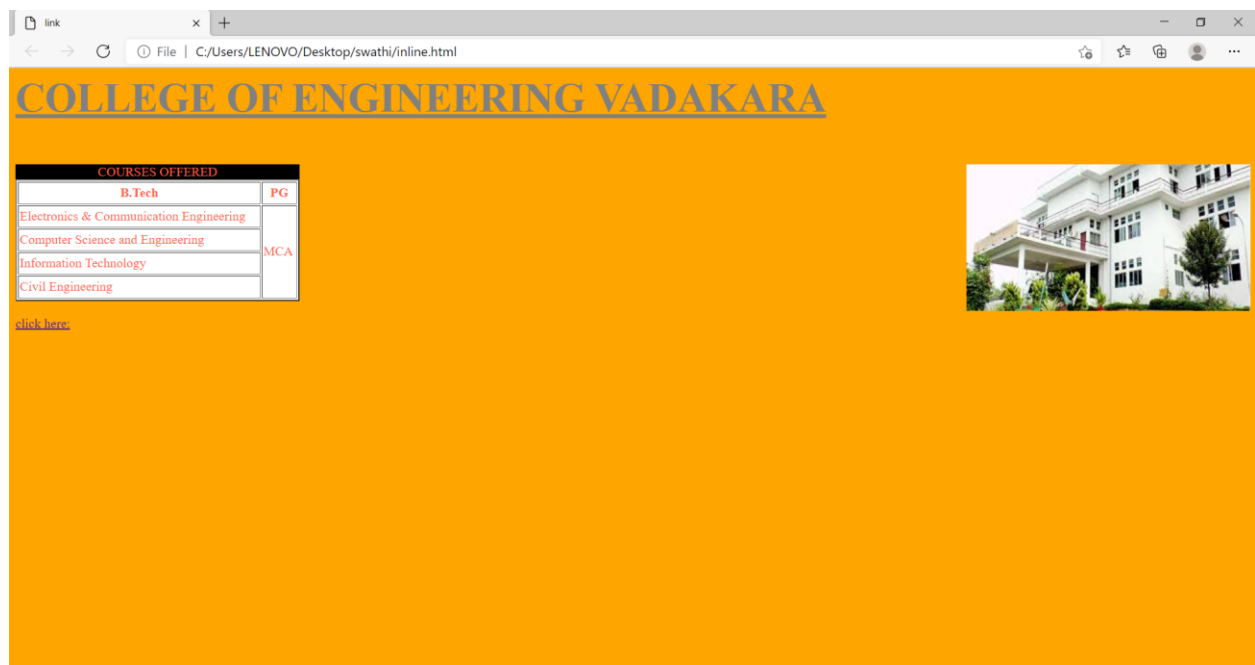 link
File | C:/Users/LENOVO/Desktop/swathi/inline.html
COLLEGE OF ENGINEERING VADAKARA
COURSES OFFERED
B.Tech PG
Electronics & Communication Engineering
Computer Science and Engineering
MCA
Information Technology
Civil Engineering
click here: